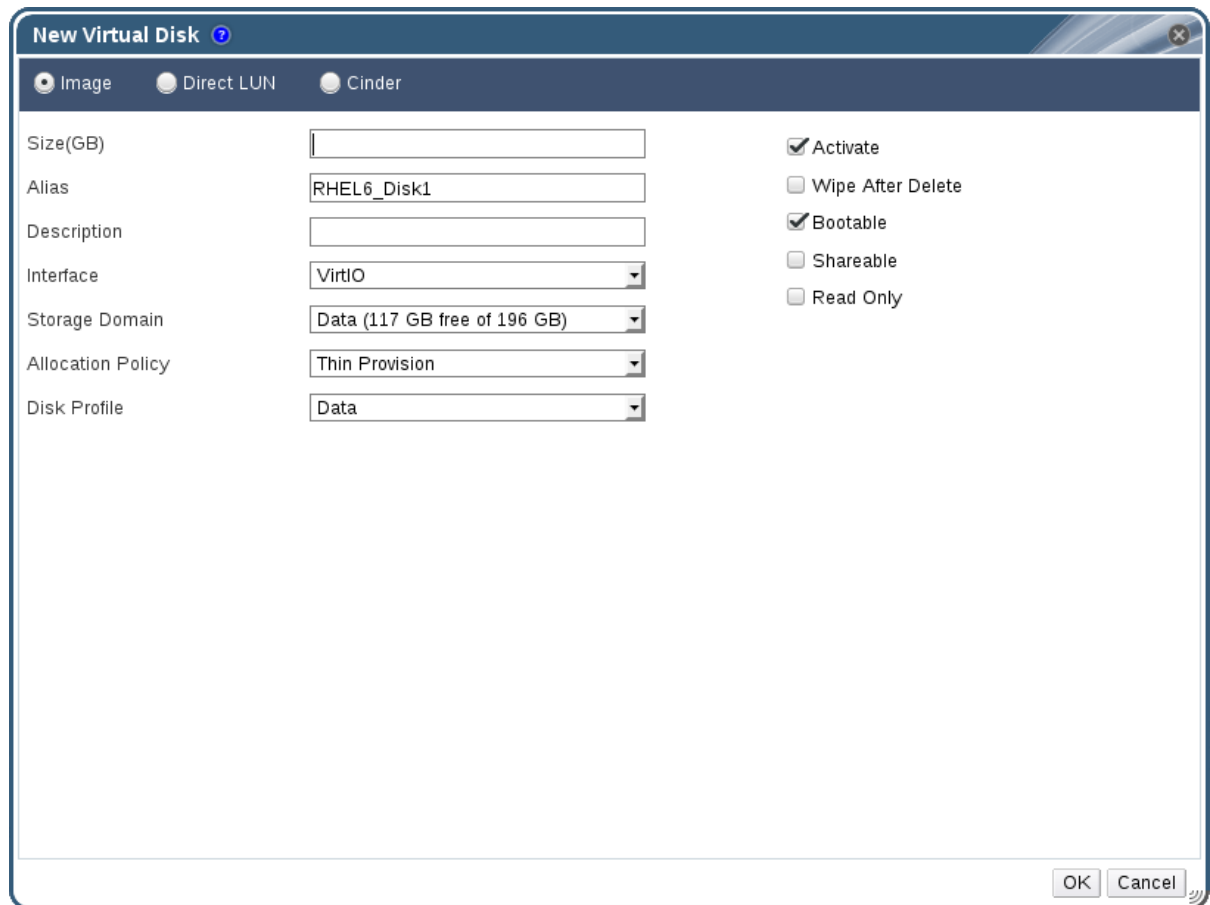 New Virtual Disk ?
Image Direct LUN Cinder
Size(GB)
Alias RHEL6_Disk1
Description
Interface VirtIO
Storage Domain Data (117 GB free of 196 GB)
Allocation Policy Thin Provision
Disk Profile Data
Activate
Wipe After Delete
Bootable
Shareable
Read Only
OK Cancel